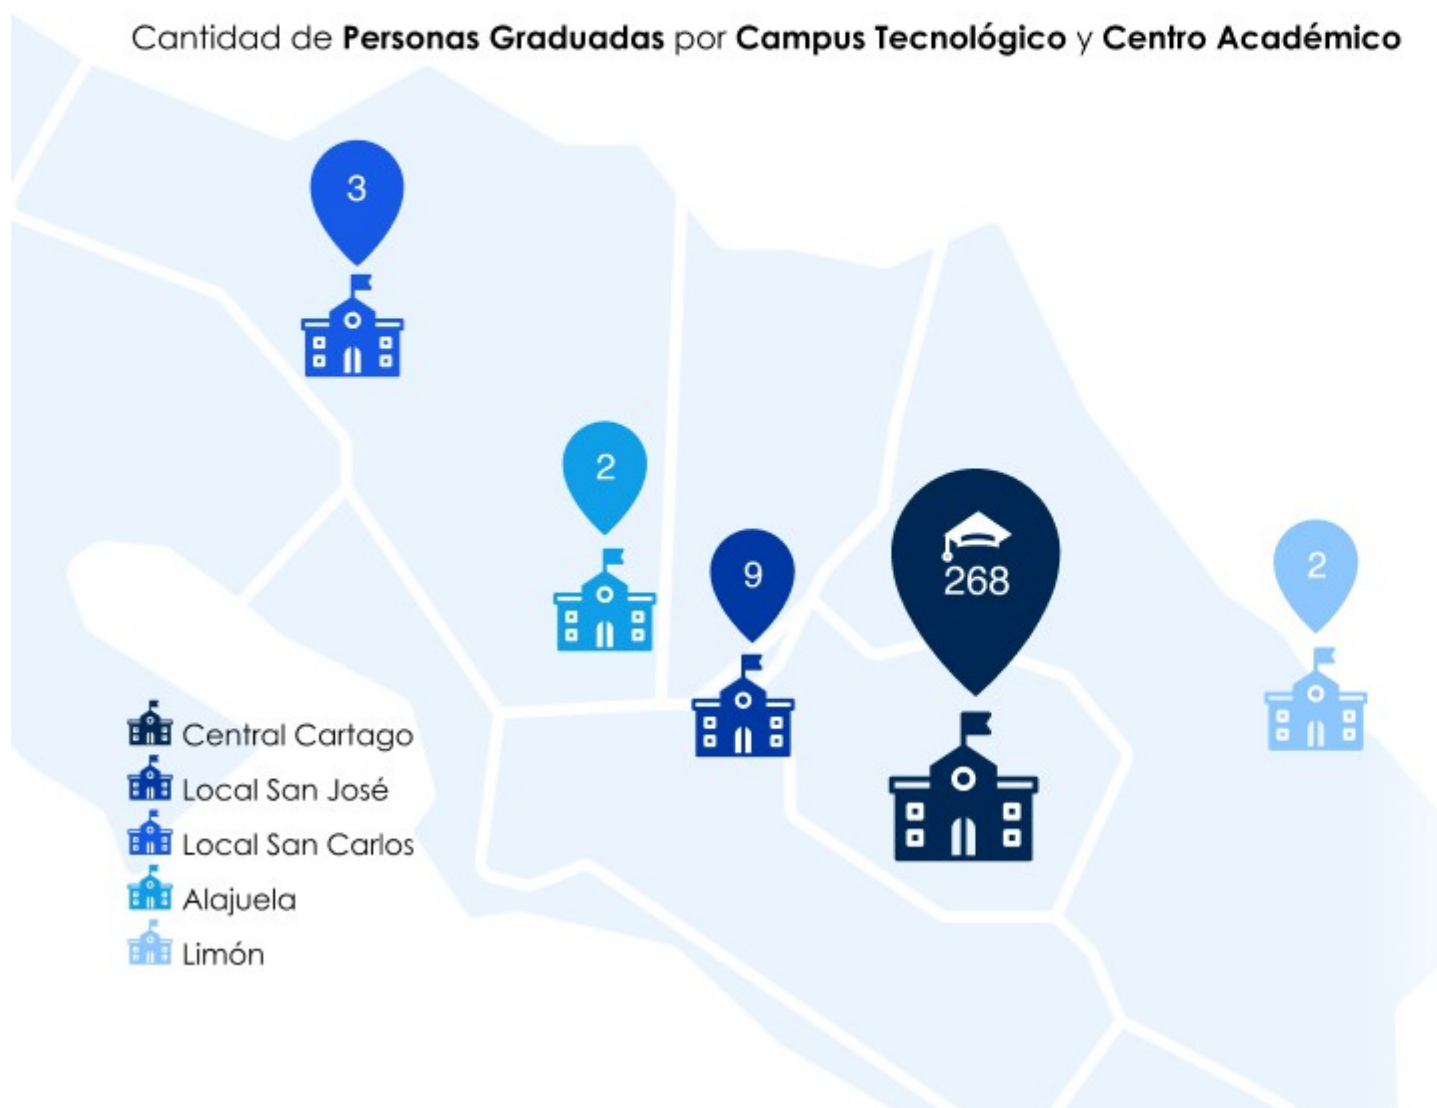 Cantidad de Personas Graduadas por Campus Tecnológico y Centro Académico
3
2
9
268
2
Central Cartago
Local San José
Local San Carlos
Alajuela
Limón